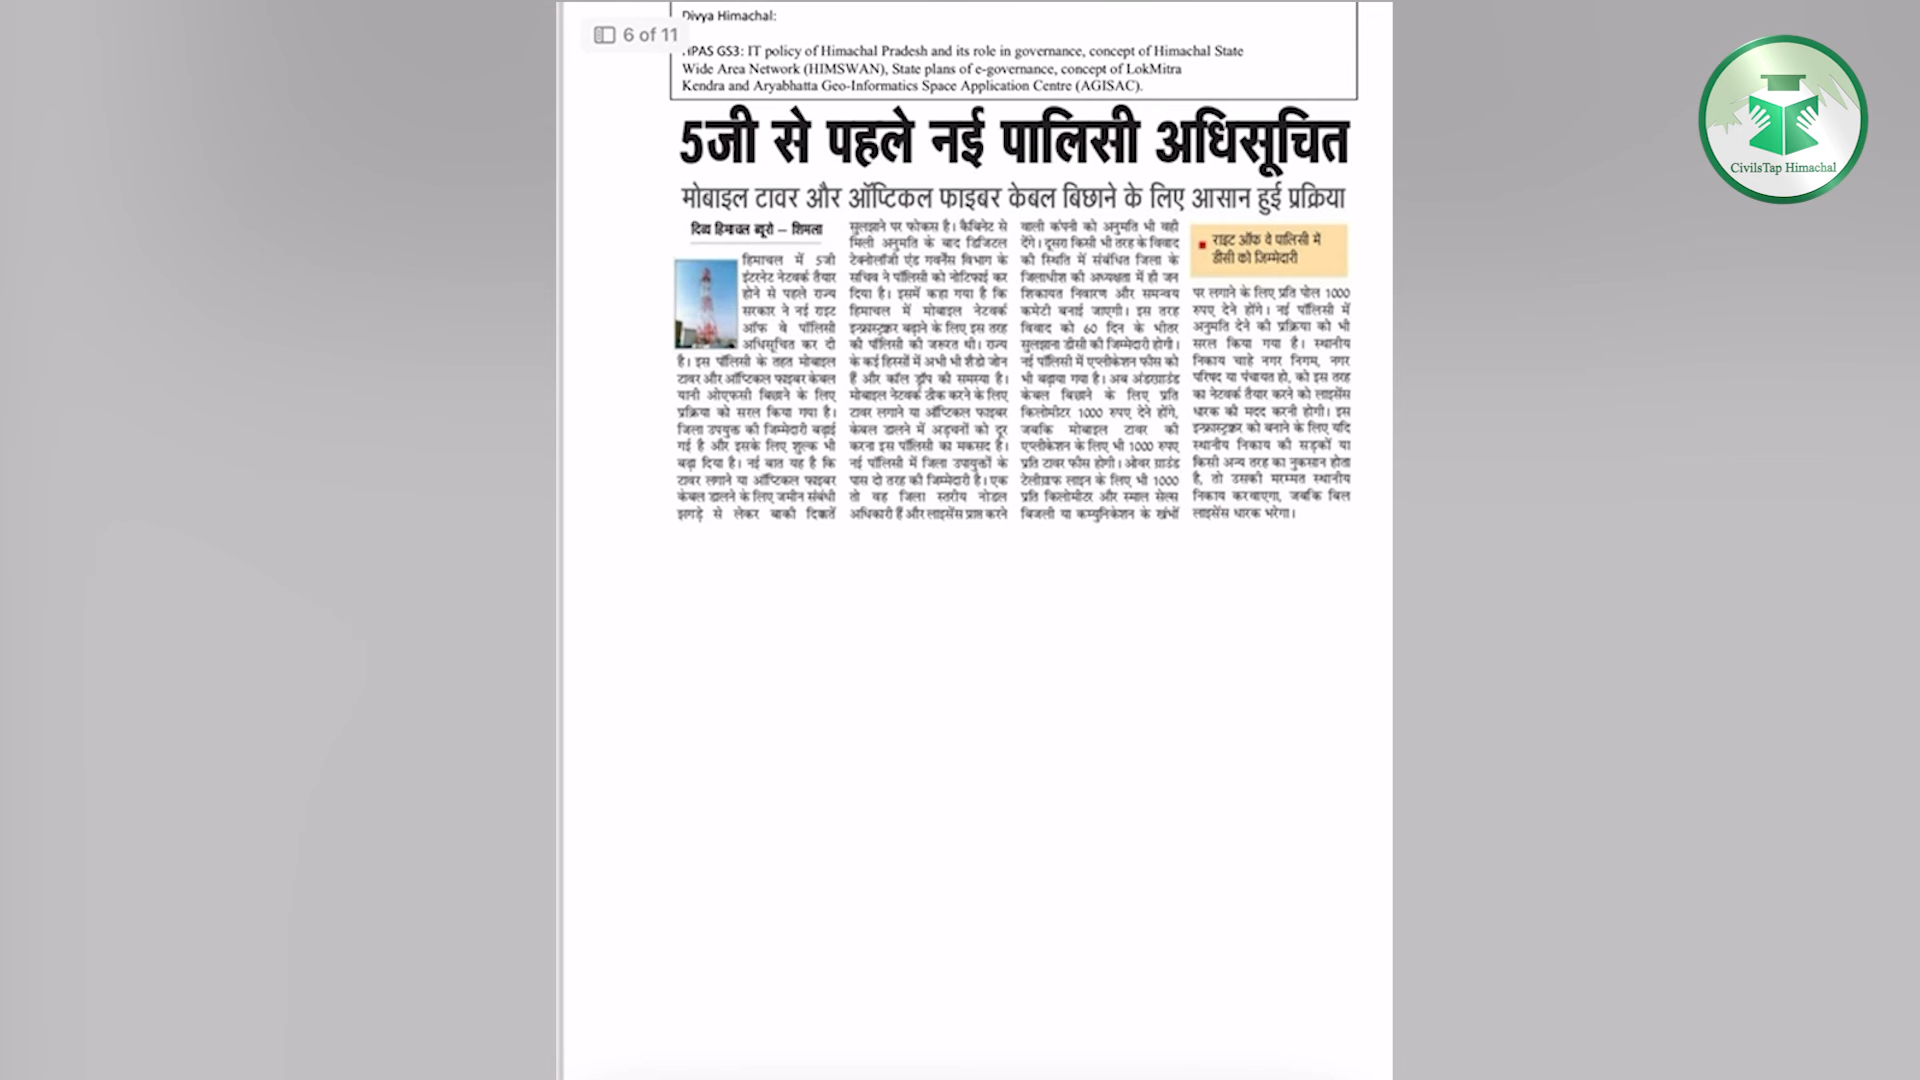 Divya Himachal:
6 of 11
HPAS GS3: IT policy of Himachal Pradesh and its role in governance, concept of Himachal State
Wide Area Network (HIMSWAN), State plans of e-governance, concept of LokMitra
Kendra and Aryabhatta Geo-Informatics Space Application Centre (AGISAC).
CivilsTap Himachal
5जी से पहले नई पालिसी अधिसूचित
मोबाइल टावर और ऑप्टिकल फाइबर केबल बिछाने के लिए आसान हुई प्रक्रिया
दिव्य हिमाचल ब्यूरो – शिमला
हिमाचल में 5जी
इंटरनेट नेटवर्क तैयार
होने से पहले राज्य
सरकार ने नई राइट
ऑफ वे पॉलिसी
अधिसूचित कर दी
है। इस पॉलिसी के तहत मोबाइल
टावर और ऑप्टिकल फाइबर केबल
यानी ओएफसी बिछाने के लिए
प्रक्रिया को सरल किया गया है।
जिला उपयुक्त की जिम्मेदारी बढ़ाई
गई है और इसके लिए शुल्क भी
बढ़ा दिया है। नई बात यह है कि
टावर लगाने या ऑप्टिकल फाइबर
केबल डालने के लिए जमीन संबंधी
झगड़े से लेकर बाकी दिक्कतें
सुलझाने पर फोकस है। कैबिनेट से
मिली अनुमति के बाद डिजिटल
टेक्नोलॉजी एंड गवर्नेंस विभाग के
सचिव ने पॉलिसी को नोटिफाई कर
दिया है। इसमें कहा गया है कि
हिमाचल में मोबाइल नेटवर्क
इन्फ्रास्ट्रक्चर बढ़ाने के लिए इस तरह
की पॉलिसी की जरूरत थी। राज्य
के कई हिस्सों में अभी भी शैडो जोन
हैं और कॉल ड्रॉप की समस्या है।
मोबाइल नेटवर्क ठीक करने के लिए
टावर लगाने या ऑप्टिकल फाइबर
केबल डालने में अड़चनों को दूर
करना इस पॉलिसी का मकसद है।
नई पॉलिसी में जिला उपायुक्तों के
पास दो तरह की जिम्मेदारी है। एक
तो वह जिला स्तरीय नोडल
अधिकारी हैं और लाइसेंस प्राप्त करने
वाली कंपनी को अनुमति भी वही
देंगे। दूसरा किसी भी तरह के विवाद
की स्थिति में संबंधित जिला के
जिलाधीश की अध्यक्षता में ही जन
शिकायत निवारण और समन्वय
कमेटी बनाई जाएगी। इस तरह
विवाद को 60 दिन के भीतर
सुलझाना डीसी की जिम्मेदारी होगी।
नई पॉलिसी में एप्लीकेशन फीस को
भी बढ़ाया गया है। अब अंडरग्राउंड
केबल बिछाने के लिए प्रति
किलोमीटर 1000 रुपए देने होंगे,
जबकि मोबाइल टावर की
एप्लीकेशन के लिए भी 1000 रुपए
प्रति टावर फीस होगी। ओवर ग्राउंड
टेलीग्राफ लाइन के लिए भी 1000
प्रति किलोमीटर और स्माल सेल्स
बिजली या कम्युनिकेशन के खंभों
राइट ऑफ वे पालिसी में
डीसी को जिम्मेदारी
पर लगाने के लिए प्रति पोल 1000
रुपए देने होंगे। नई पॉलिसी में
अनुमति देने की प्रक्रिया को भी
सरल किया गया है। स्थानीय
निकाय चाहे नगर निगम, नगर
परिषद या पंचायत हो, को इस तरह
का नेटवर्क तैयार करने को लाइसेंस
धारक की मदद करनी होगी। इस
इन्फ्रास्ट्रक्चर को बनाने के लिए यदि
स्थानीय निकाय की सड़कों या
किसी अन्य तरह का नुकसान होता
है, तो उसकी मरम्मत स्थानीय
निकाय करवाएगा, जबकि बिल
लाइसेंस धारक भरेगा।